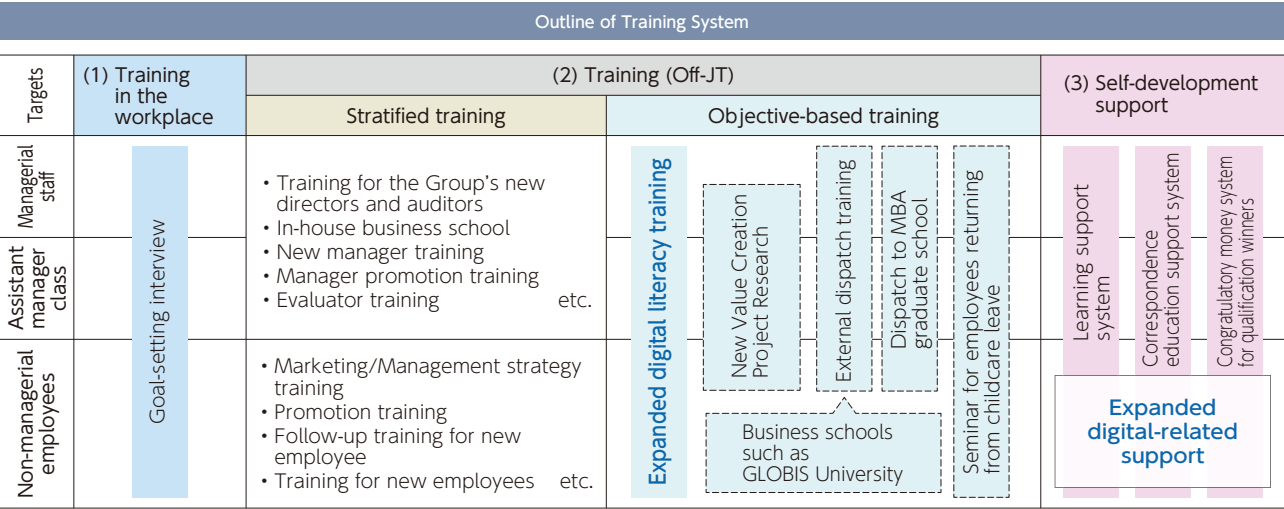 Outline of Training System
Targets
(1) Training
in the
workplace
(2) Training (Off-JT)
Stratified training
Objective-based training
(3) Self-development
support
Managerial
staff
Assistant
manager
class
Non-managerial
employees
Goal-setting interview
• Training for the Group's new
directors and auditors
• In-house business school
• New manager training
• Manager promotion training
• Evaluator training etc.
• Marketing/Management strategy
training
• Promotion training
• Follow-up training for new
employee
• Training for new employees etc.
Expanded digital literacy training
New Value Creation
Project Research
External dispatch training
Dispatch to MBA
graduate school
Seminar for employees returning
from childcare leave
Business schools
such as
GLOBIS University
Learning support
system
Correspondence
education support system
Congratulatory money system
for qualification winners
Expanded
digital-related
support